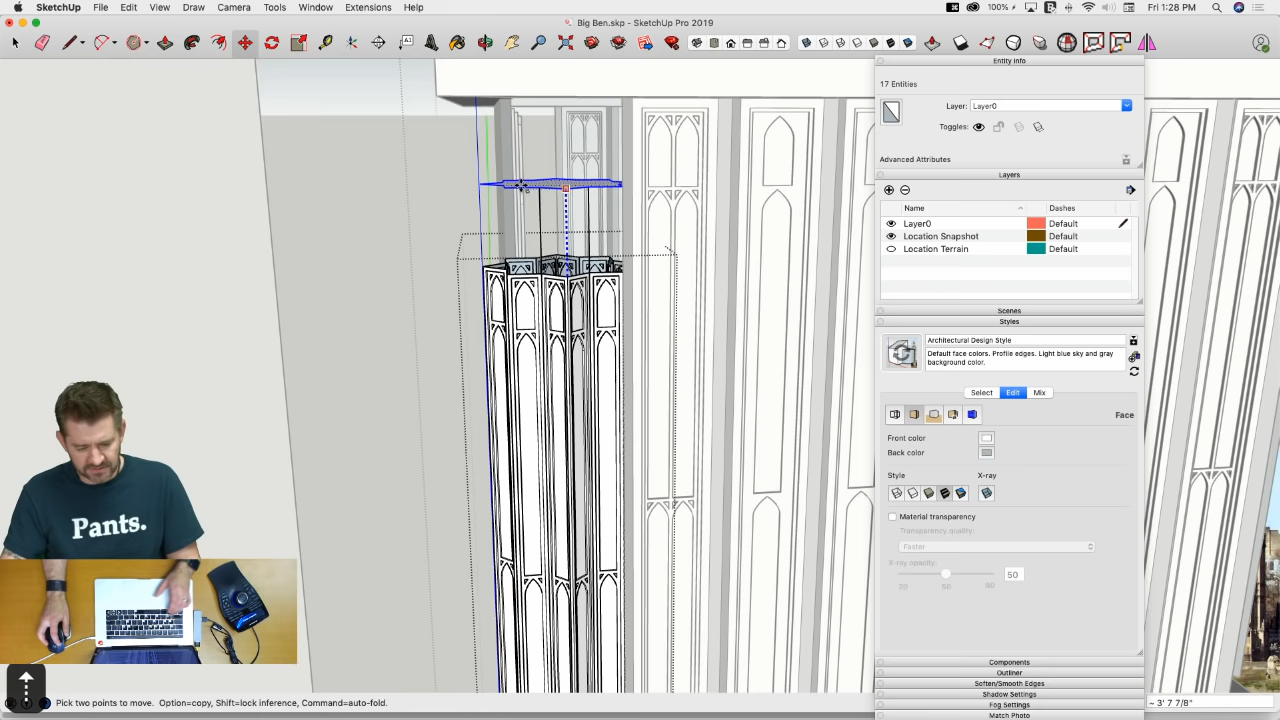 SketchUp File Edit View Draw Camera Tools Window Extensions Help 100% Fri 1:28 PM
Big Ben.skp - SketchUp Pro 2019
Entity Info
17 Entities
Layer: Layer0
Toggles:
Advanced Attributes
Layers
Name Dashes
Layer0 Default
Location Snapshot Default
Location Terrain Default
Scenes
Styles
Architectural Design Style
Default face colors. Profile edges. Light blue sky and gray
background color.
Select Edit Mix
Face
Front color
Back color
Style X-ray
Material transparency
Transparency quality:
Faster
X-ray opacity: 50
20 50 80
Components
Outliner
Soften/Smooth Edges
Shadow Settings
Fog Settings
Match Photo
Pants.
Pick two points to move. Option=copy, Shift=lock inference, Command=auto-fold. ~ 3' 7 7/8"